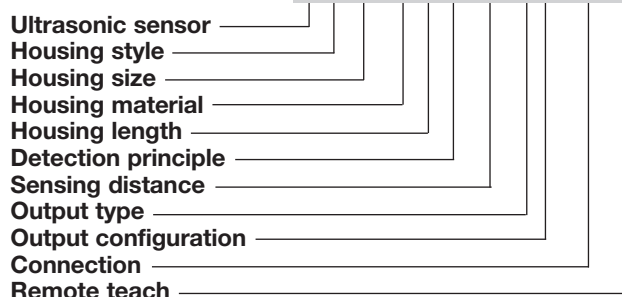 Ultrasonic sensor
Housing style
Housing size
Housing material
Housing length
Detection principle
Sensing distance
Output type
Output configuration
Connection
Remote teach